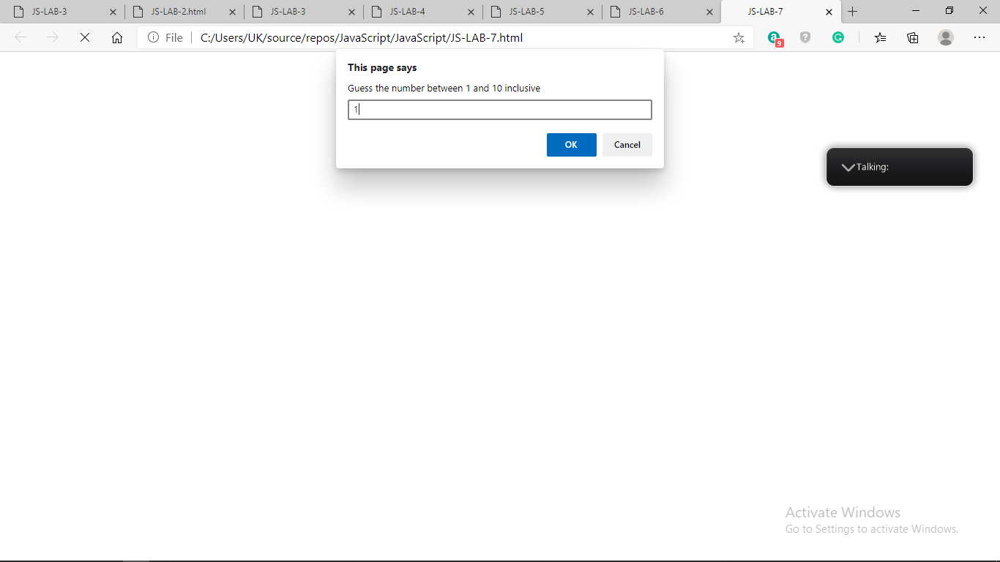 JS-LAB-3
JS-LAB-2.html
JS-LAB-3
JS-LAB-4
JS-LAB-5
JS-LAB-6
JS-LAB-7
File
C:/Users/UK/source/repos/JavaScript/JavaScript/JS-LAB-7.html
a
9
?
G
This page says
Guess the number between 1 and 10 inclusive
1
OK
Cancel
Talking:
Activate Windows
Go to Settings to activate Windows.